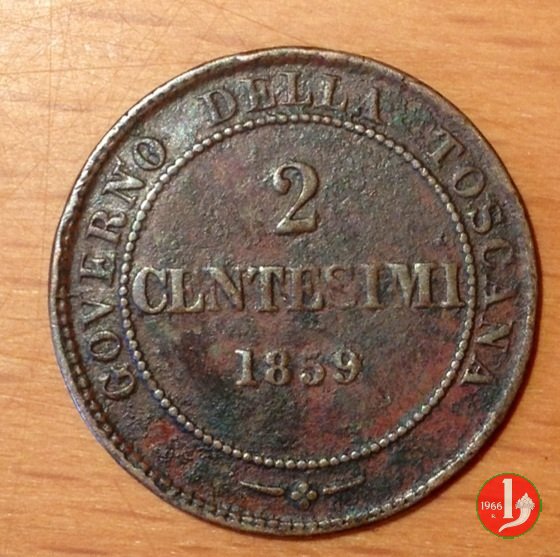 GOVERNO DELLA TOSCANA
2
CENTESIMI
1859
1966